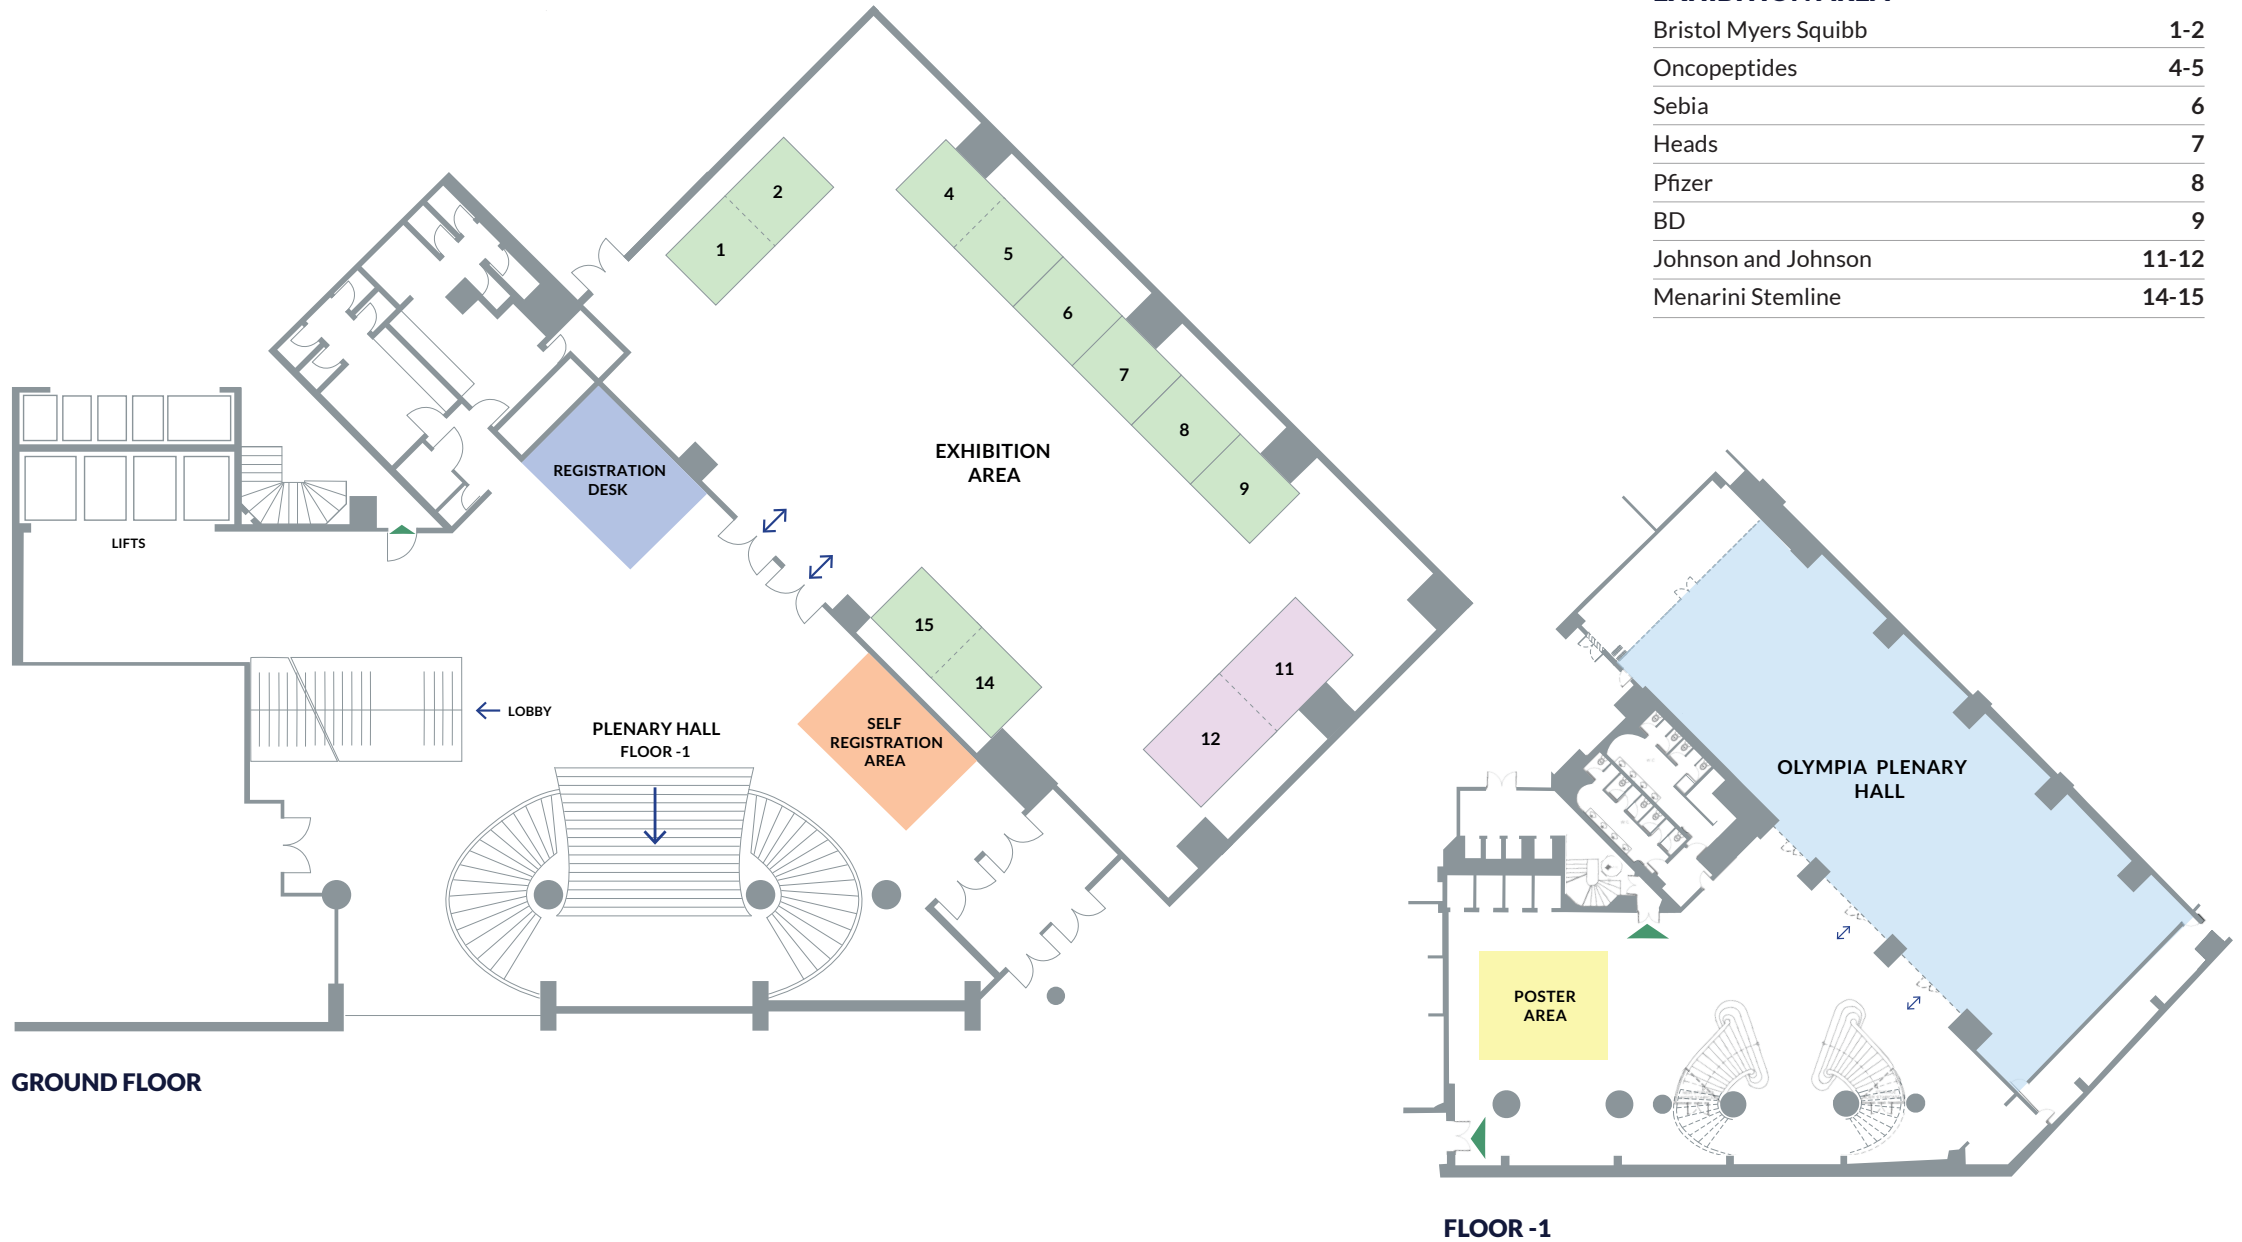 EXHIBITION AREA
Bristol Myers Squibb 1-2
Oncopeptides 4-5
Sebia 6
Heads 7
Pfizer 8
BD 9
Johnson and Johnson 11-12
Menarini Stemline 14-15
2
1
4
5
6
7
8
9
EXHIBITION
AREA
REGISTRATION
DESK
LIFTS
15
14
11
12
LOBBY
PLENARY HALL
FLOOR -1
SELF
REGISTRATION
AREA
GROUND FLOOR
OLYMPIA PLENARY
HALL
POSTER
AREA
FLOOR -1